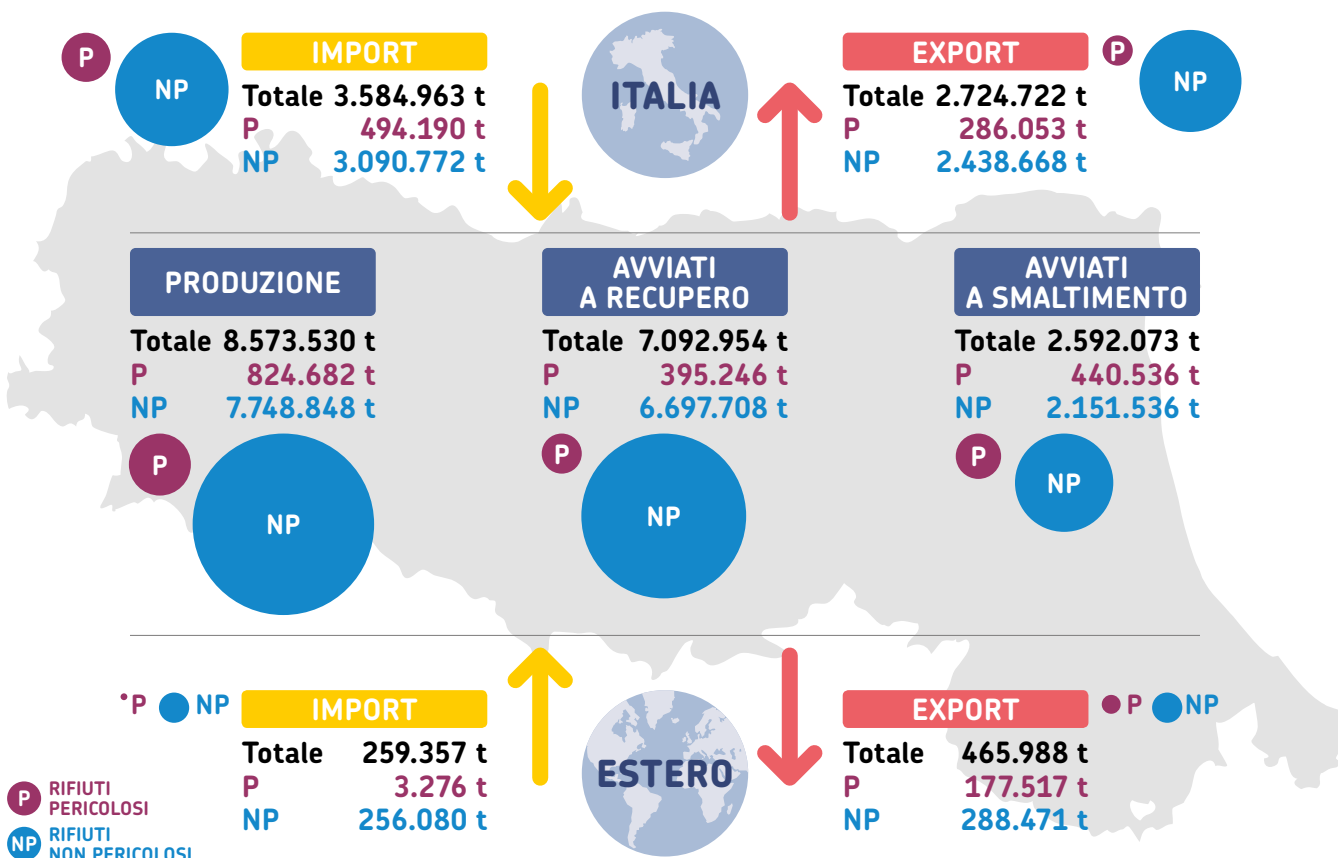 P
NP
IMPORT
Totale 3.584.963 t
P 494.190 t
NP 3.090.772 t
ITALIA
EXPORT
Totale 2.724.722 t
P 286.053 t
NP 2.438.668 t
P
NP
PRODUZIONE
Totale 8.573.530 t
P 824.682 t
NP 7.748.848 t
P
NP
AVVIATI
A RECUPERO
Totale 7.092.954 t
P 395.246 t
NP 6.697.708 t
P
NP
AVVIATI
A SMALTIMENTO
Totale 2.592.073 t
P 440.536 t
NP 2.151.536 t
P
NP
P NP
IMPORT
Totale 259.357 t
P 3.276 t
NP 256.080 t
ESTERO
EXPORT
Totale 465.988 t
P 177.517 t
NP 288.471 t
P NP
P RIFIUTI
PERICOLOSI
NP RIFIUTI
NON PERICOLOSI